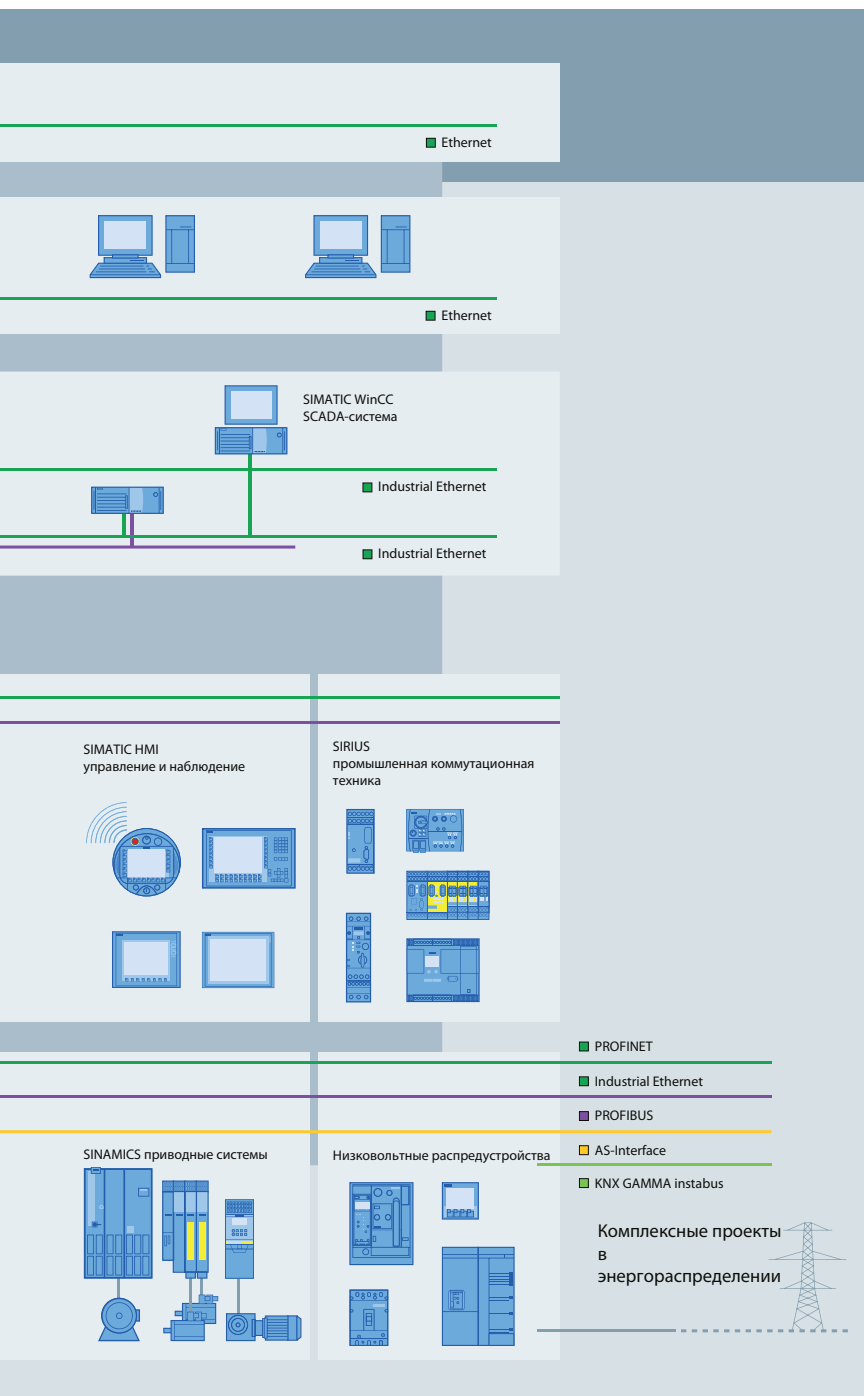 Ethernet
Ethernet
SIMATIC WinCC
SCADA-система
Industrial Ethernet
Industrial Ethernet
SIMATIC HMI
управление и наблюдение
SIRIUS
промышленная коммутационная
техника
PROFINET
Industrial Ethernet
PROFIBUS
AS-Interface
KNX GAMMA instabus
SINAMICS приводные системы
Низковольтные распредустройства
Комплексные проекты
в
энергораспределении